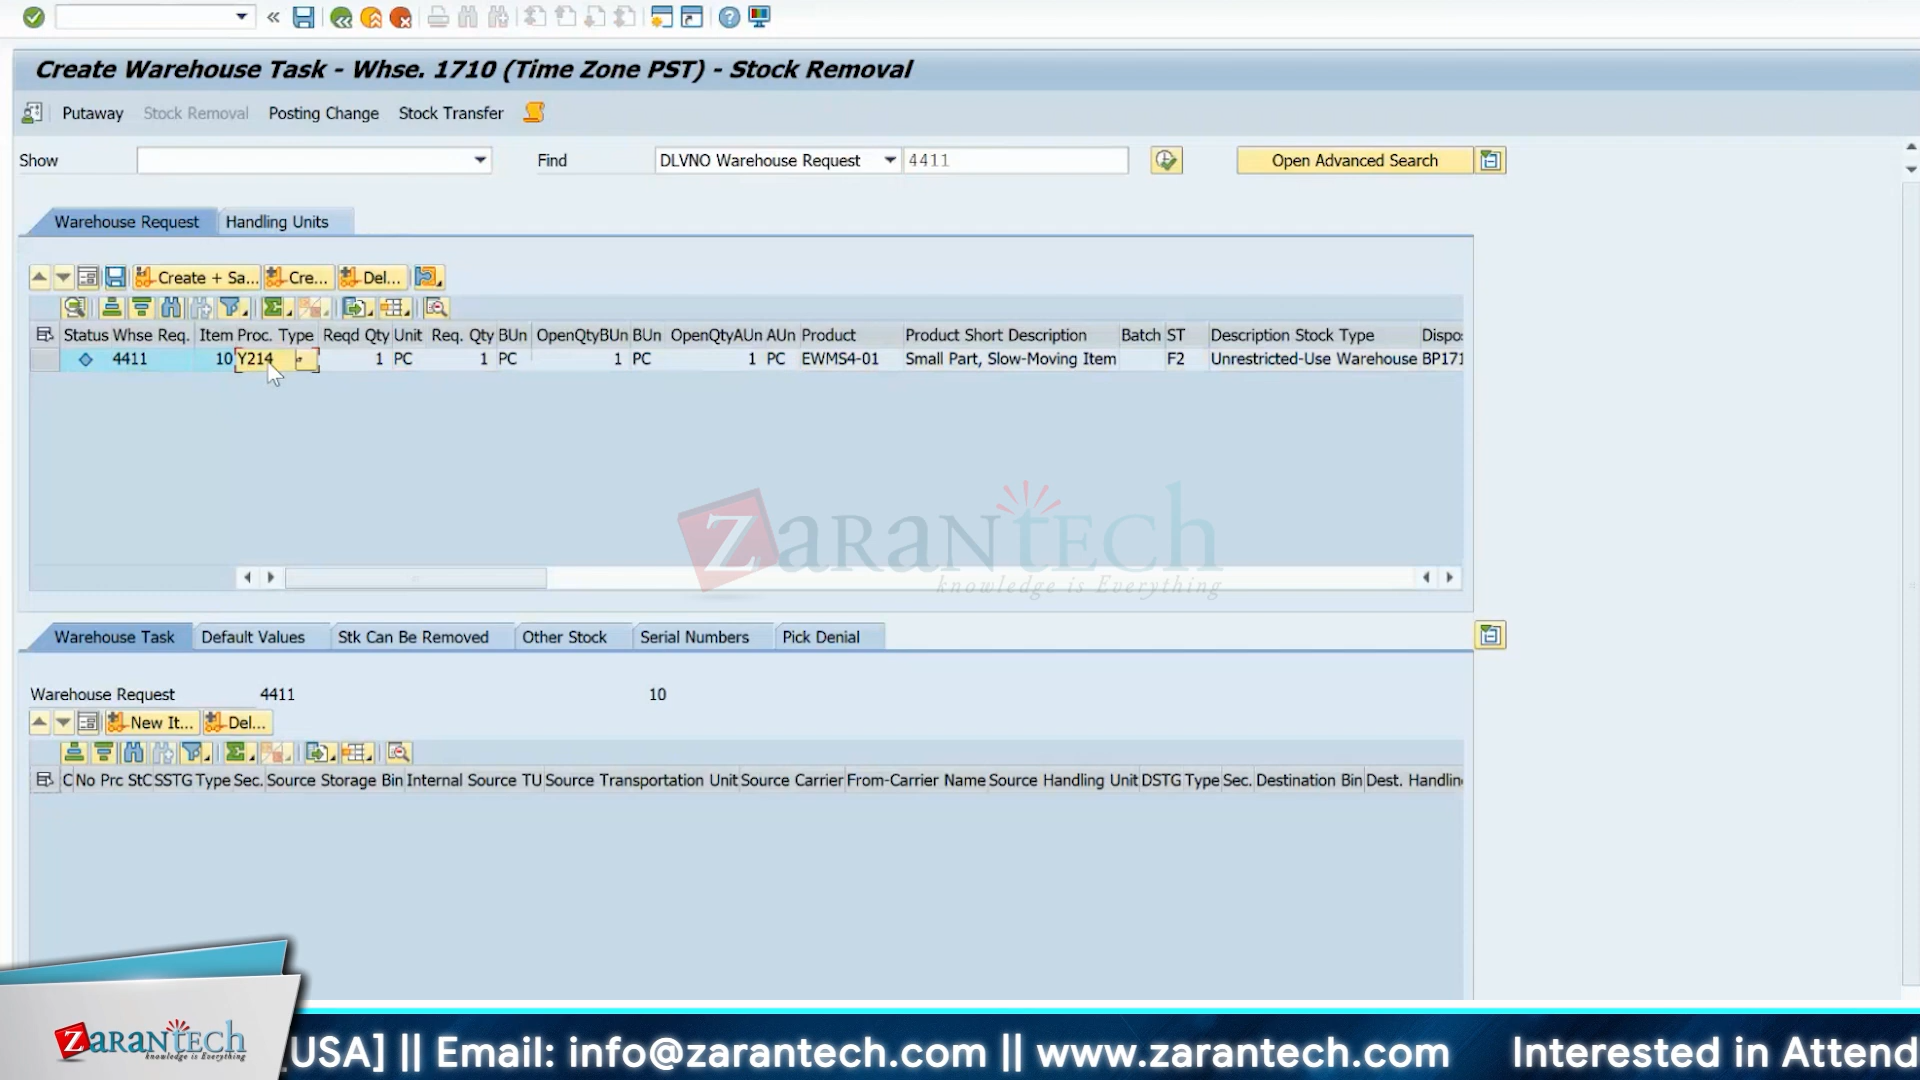 Create Warehouse Task - Whse. 1710 (Time Zone PST) - Stock Removal
Putaway Stock Removal Posting Change Stock Transfer
Show Find DLVNO Warehouse Request 4411 Open Advanced Search
Warehouse Request Handling Units
Create + Sa... Cre... Del...
Status Whse Req. Item Proc. Type Reqd Qty Unit Req. Qty BUn OpenQtyBUn BUn OpenQtyAUn AUn Product Product Short Description Batch ST Description Stock Type Dispo
4411 10 Y214 1 PC 1 PC 1 PC 1 PC EWMS4-01 Small Part, Slow-Moving Item F2 Unrestricted-Use Warehouse BP171
ZaranTech
knowledge is Everything
Warehouse Task Default Values Stk Can Be Removed Other Stock Serial Numbers Pick Denial
Warehouse Request 4411 10
New It... Del...
C No Prc StC SSTG Type Sec. Source Storage Bin Internal Source TU Source Transportation Unit Source Carrier From-Carrier Name Source Handling Unit DSTG Type Sec. Destination Bin Dest. Handlin
ZaranTech
knowledge is Everything
USA] || Email: info@zarantech.com || www.zarantech.com Interested in Attend